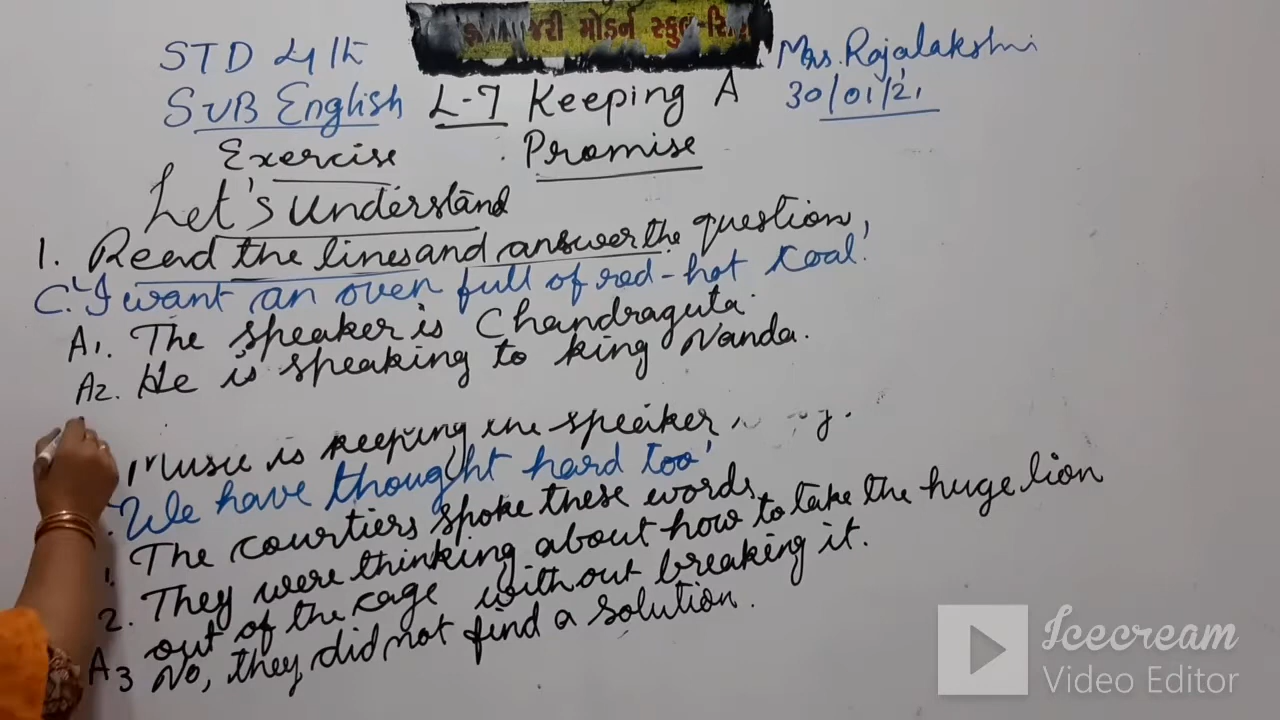 મોડર્ન સ્કુલ
STD 4th
Mrs. Rajalakshmi
SUB English
L-7 Keeping A
30/01/21
Exercise
Promise
Let's Understand
1. Read the lines and answer the question,
C. 'I want an oven full of red-hot koal'
A1. The speaker is Chandraguta.
A2. He is speaking to king Nanda.
Music is keeping the speaker
We have thought hard too'
1. The courtiers spoke these words.
2. They were thinking about how to take the huge lion
out of the cage without breaking it.
A3 No, they did not find a solution.
Icecream
Video Editor